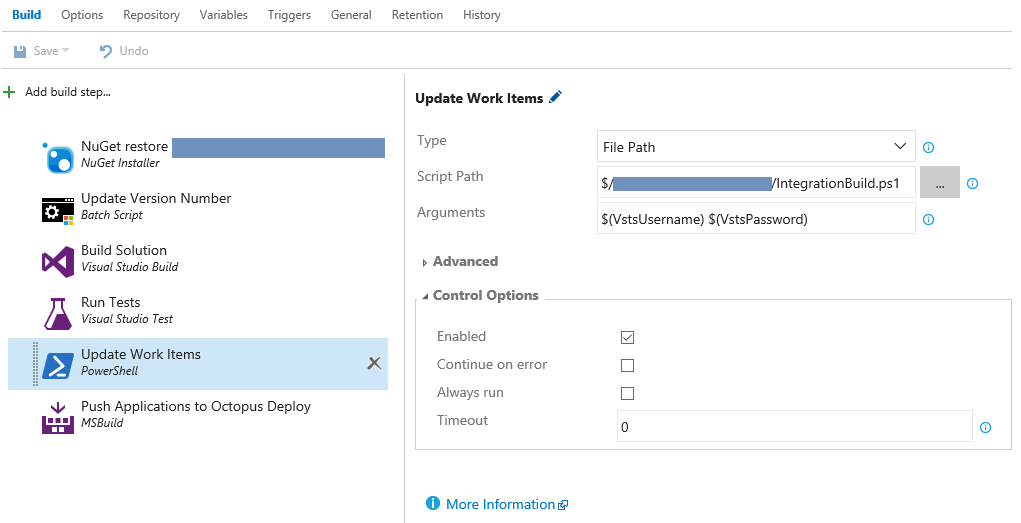 Build Options Repository Variables Triggers General Retention History
Save Undo
Add build step...
NuGet restore
NuGet Installer
Update Version Number
Batch Script
Build Solution
Visual Studio Build
Run Tests
Visual Studio Test
Update Work Items
PowerShell
Push Applications to Octopus Deploy
MSBuild
Update Work Items
Type File Path
Script Path $/ /IntegrationBuild.ps1 ...
Arguments $(VstsUsername) $(VstsPassword)
Advanced
Control Options
Enabled
Continue on error
Always run
Timeout 0
More Information